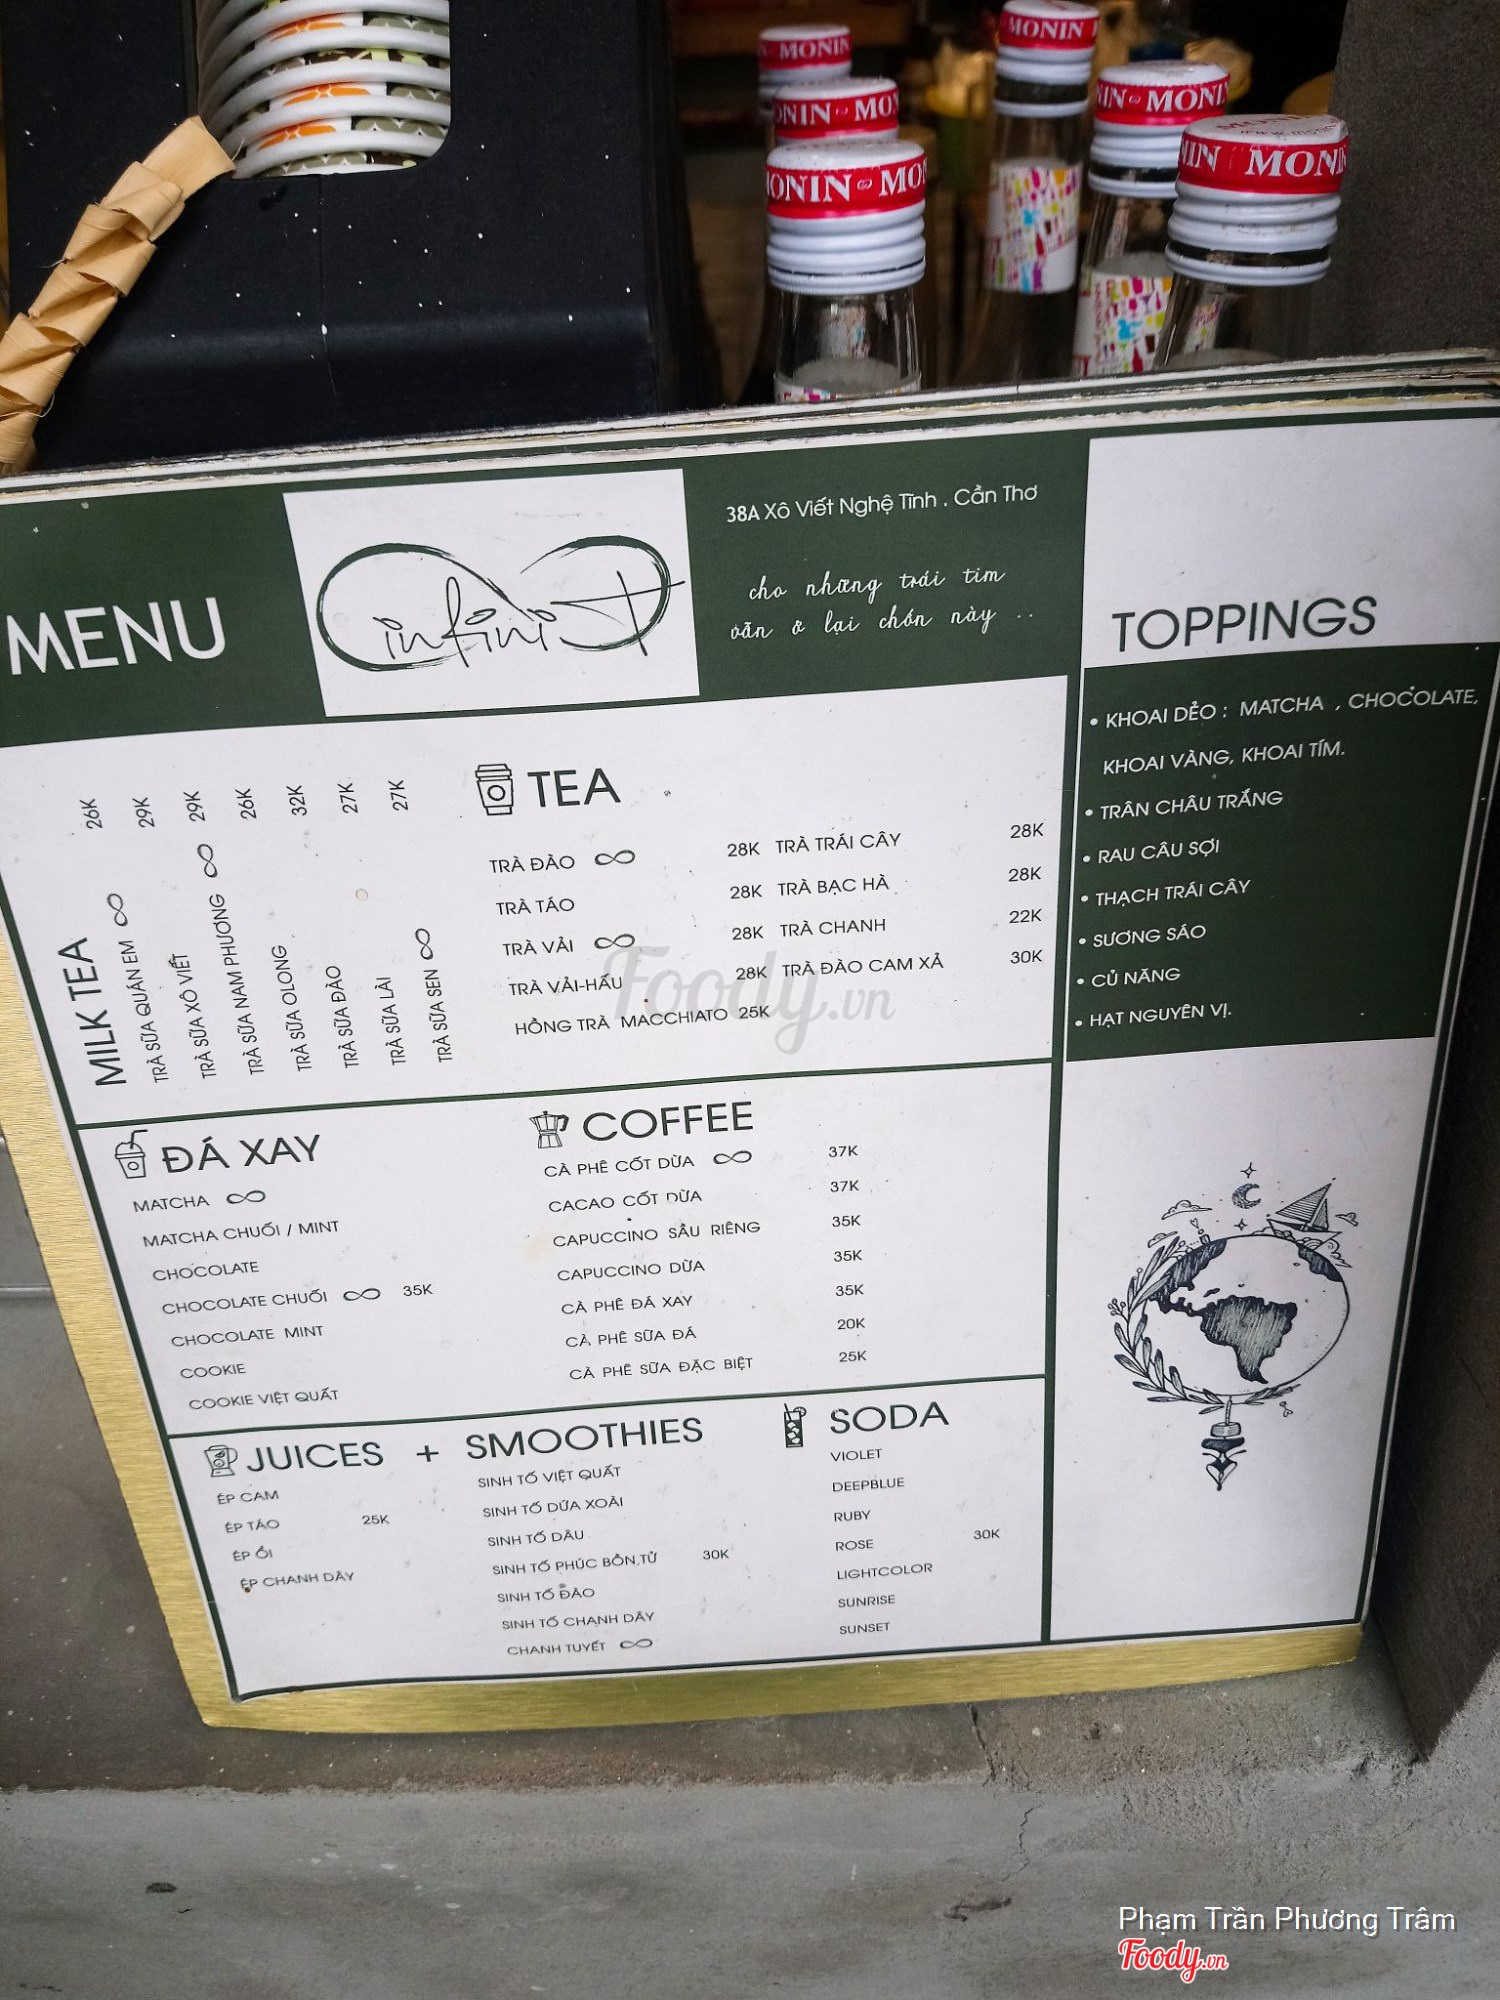 MONIN
MONIN
ONIN MONI
NIN MONIN
ONIN MO
NIN MONIN
MENU
infiniT
38A Xô Viết Nghệ Tĩnh . Cần Thơ
cho những trái tim
vẫn ở lại chốn này ..
TOPPINGS
• KHOAI DẺO : MATCHA , CHOCOLATE,
KHOAI VÀNG, KHOAI TÍM.
• TRÂN CHÂU TRẮNG
• RAU CÂU SỢI
• THẠCH TRÁI CÂY
• SƯƠNG SÁO
• CỦ NĂNG
• HẠT NGUYÊN VỊ.
MILK TEA
TRÀ SỮA QUÁN EM ∞ 26K
TRÀ SỮA XÔ VIẾT 29K
TRÀ SỮA NAM PHƯƠNG ∞ 29K
TRÀ SỮA OLONG 26K
TRÀ SỮA ĐÀO 32K
TRÀ SỮA LÀI 27K
TRÀ SỮA SEN ∞ 27K
TEA
TRÀ ĐÀO ∞ 28K TRÀ TRÁI CÂY 28K
TRÀ TÁO 28K TRÀ BẠC HÀ 28K
TRÀ VẢI ∞ 28K TRÀ CHANH 22K
TRÀ VẢI-HẤU 28K TRÀ ĐÀO CAM XẢ 30K
HỒNG TRÀ MACCHIATO 25K
Foody.vn
ĐÁ XAY
MATCHA ∞
MATCHA CHUỐI / MINT
CHOCOLATE
CHOCOLATE CHUỐI ∞ 35K
CHOCOLATE MINT
COOKIE
COOKIE VIỆT QUẤT
COFFEE
CÀ PHÊ CỐT DỪA ∞ 37K
CACAO CỐT DỪA 37K
CAPUCCINO SẦU RIÊNG 35K
CAPUCCINO DỪA 35K
CÀ PHÊ ĐÁ XAY 35K
CÀ PHÊ SỮA ĐÁ 20K
CÀ PHÊ SỮA ĐẶC BIỆT 25K
JUICES + SMOOTHIES
ÉP CAM
ÉP TÁO 25K
ÉP ỔI
ÉP CHANH DÂY
SINH TỐ VIỆT QUẤT
SINH TỐ DỨA XOÀI
SINH TỐ DÂU
SINH TỐ PHÚC BỒN TỬ 30K
SINH TỐ ĐÀO
SINH TỐ CHANH DÂY
CHANH TUYẾT ∞
SODA
VIOLET
DEEPBLUE
RUBY
ROSE 30K
LIGHTCOLOR
SUNRISE
SUNSET
Phạm Trần Phương Trâm
Foody.vn